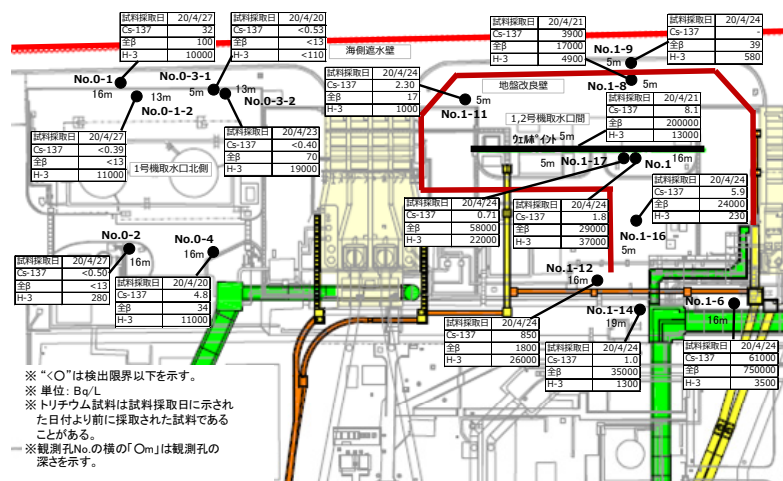 試料採取日 20/4/27
Cs-137 32
全β 100
H-3 10000
試料採取日 20/4/20
Cs-137 <0.53
全β <13
H-3 <110
海側遮水壁
試料採取日 20/4/21
Cs-137 3900
全β 17000
H-3 4900
試料採取日 20/4/24
Cs-137 -
全β 39
H-3 580
No.1-9
5m
No.0-1
16m
No.0-3-1
5m
13m
No.0-3-2
13m
No.0-1-2
試料採取日 20/4/24
Cs-137 2.30
全β 17
H-3 1000
5m
No.1-11
地盤改良壁
No.1-8
5m
試料採取日 20/4/21
1,2号機取水口間
Cs-137 8.1
全β 200000
H-3 13000
ウェルポイント 5m
試料採取日 20/4/27
Cs-137 <0.39
全β <13
H-3 11000
1号機取水口北側
試料採取日 20/4/23
Cs-137 <0.40
全β 70
H-3 19000
5m
No.1-17
No.1
16m
試料採取日 20/4/24
Cs-137 5.9
全β 24000
H-3 230
試料採取日 20/4/24
Cs-137 0.71
全β 58000
H-3 22000
試料採取日 20/4/24
Cs-137 1.8
全β 29000
H-3 37000
No.1-16
5m
No.0-2
16m
No.0-4
16m
試料採取日 20/4/27
Cs-137 <0.50
全β <13
H-3 280
試料採取日 20/4/20
Cs-137 4.8
全β 34
H-3 11000
No.1-12
16m
No.1-14
19m
No.1-6
16m
試料採取日 20/4/24
Cs-137 850
全β 1800
H-3 26000
試料採取日 20/4/24
Cs-137 1.0
全β 35000
H-3 1300
試料採取日 20/4/24
Cs-137 61000
全β 750000
H-3 3500
※ “<○”は検出限界以下を示す。
※ 単位: Bq/L
※ トリチウム試料は試料採取日に示され
た日付より前に採取された試料である
ことがある。
※観測孔No.の横の「○m」は観測孔の
深さを示す。